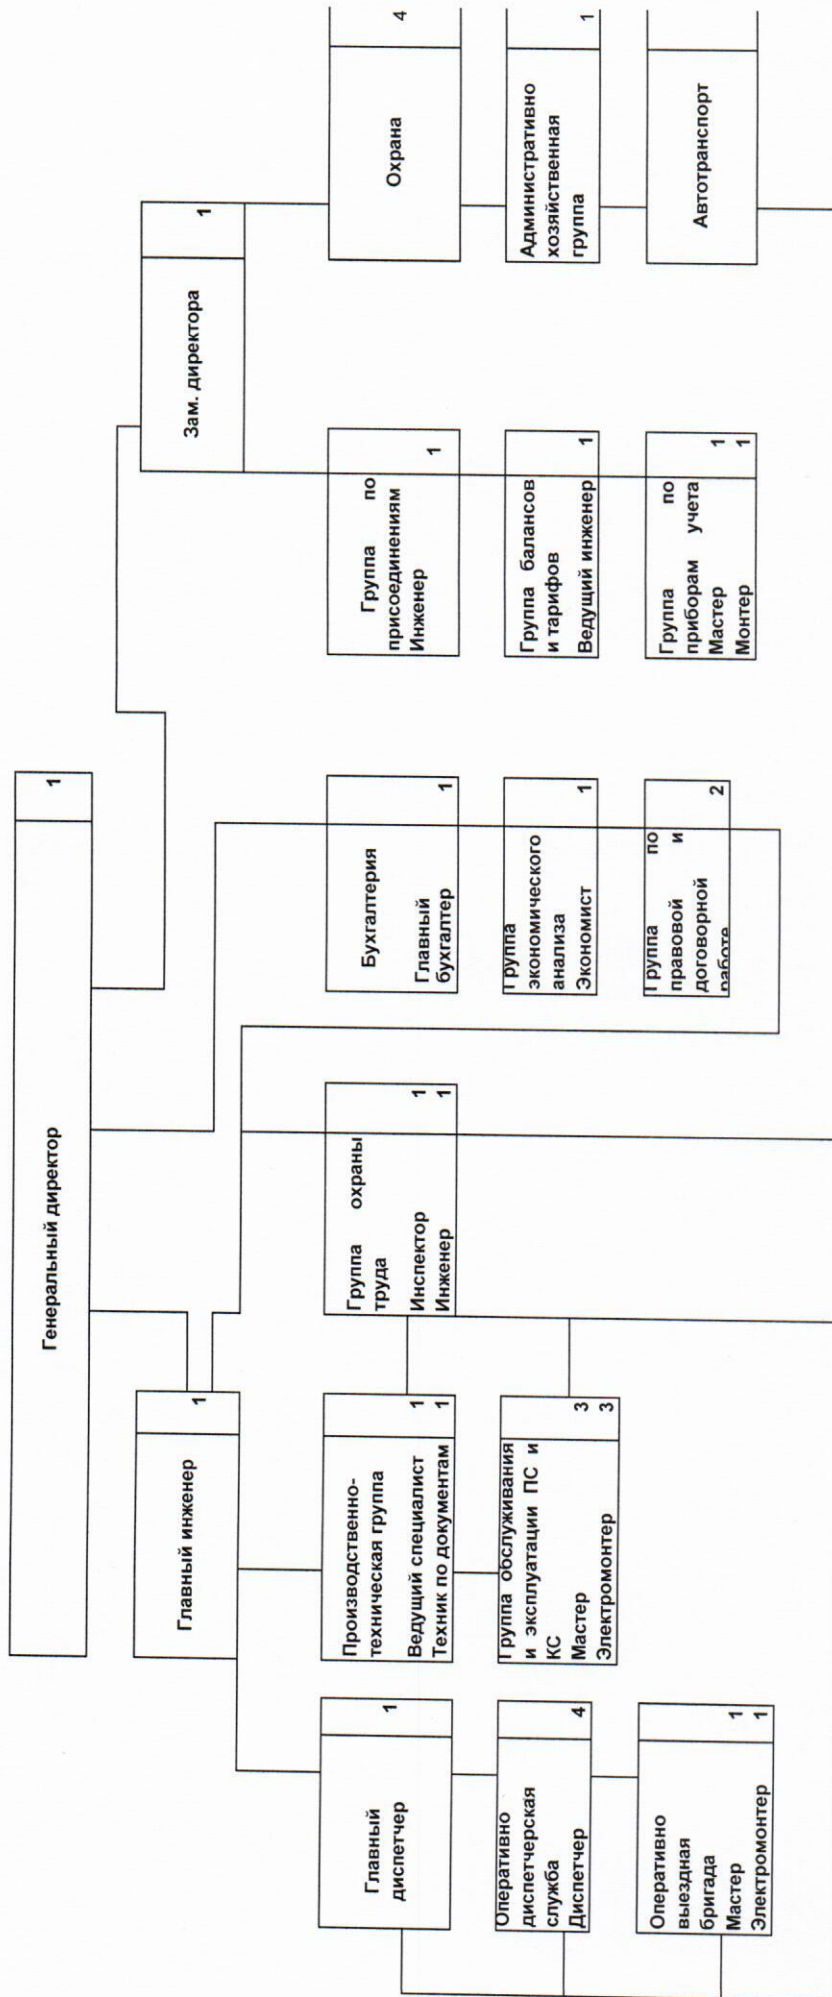 Генеральный директор 1
Главный инженер 1
Зам. директора 1
Главный
диспетчер 1
Оперативно
диспетчерская
служба
Диспетчер 4
Оперативно
выездная
бригада
Мастер 1
Электромонтер 1
Производственно-
техническая группа
Ведущий специалист 1
Техник по документам 1
Группа обслуживания
и эксплуатации ПС и
КС
Мастер 3
Электромонтер 3
Группа охраны
труда
Инспектор 1
Инженер 1
Бухгалтерия
Главный
бухгалтер 1
Группа
экономического
анализа
Экономист 1
Группа по
правовой и
договорной
работе 2
Группа по
присоединениям
Инженер 1
Группа балансов
и тарифов
Ведущий инженер 1
Группа по
приборам учета
Мастер 1
Монтер 1
Охрана 4
Административно
хозяйственная
группа 1
Автотранспорт